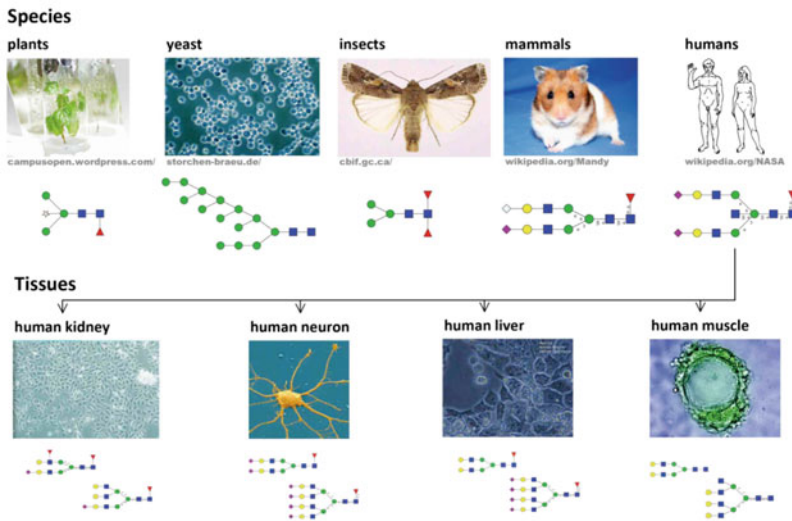 Species
plants
yeast
insects
mammals
humans
campusopen.wordpress.com/
storchen-braeu.de/
cbif.gc.ca/
wikipedia.org/Mandy
wikipedia.org/NASA
Tissues
human kidney
human neuron
human liver
human muscle